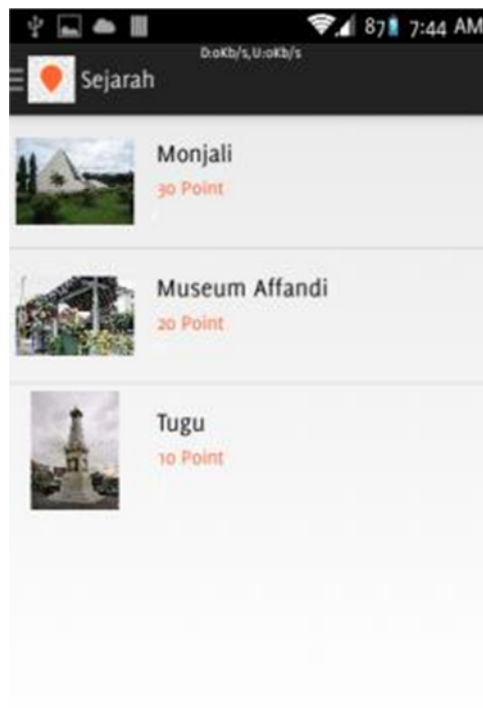 87 7:44 AM
D:0Kb/s,U:0Kb/s
Sejarah
Monjali
30 Point
Museum Affandi
20 Point
Tugu
10 Point